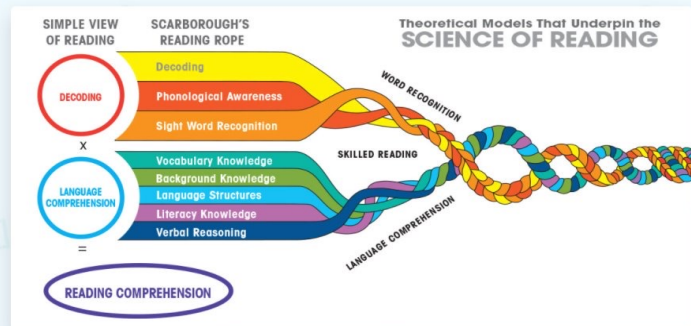 SIMPLE VIEW
OF READING
SCARBOROUGH'S
READING ROPE
Theoretical Models That Underpin the
SCIENCE OF READING
DECODING
x
LANGUAGE
COMPREHENSION
=
READING COMPREHENSION
Decoding
Phonological Awareness
Sight Word Recognition
Vocabulary Knowledge
Background Knowledge
Language Structures
Literacy Knowledge
Verbal Reasoning
WORD RECOGNITION
SKILLED READING
LANGUAGE COMPREHENSION